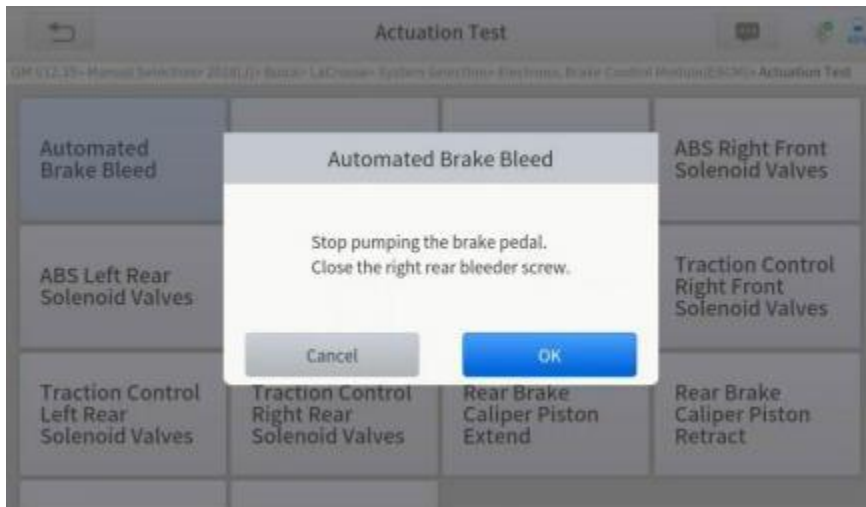 Actuation Test
Automated
Brake Bleed
ABS Right Front
Solenoid Valves
Automated Brake Bleed
Stop pumping the brake pedal.
Close the right rear bleeder screw.
Cancel
OK
ABS Left Rear
Solenoid Valves
Traction Control
Right Front
Solenoid Valves
Traction Control
Left Rear
Solenoid Valves
Traction Control
Right Rear
Solenoid Valves
Rear Brake
Caliper Piston
Extend
Rear Brake
Caliper Piston
Retract